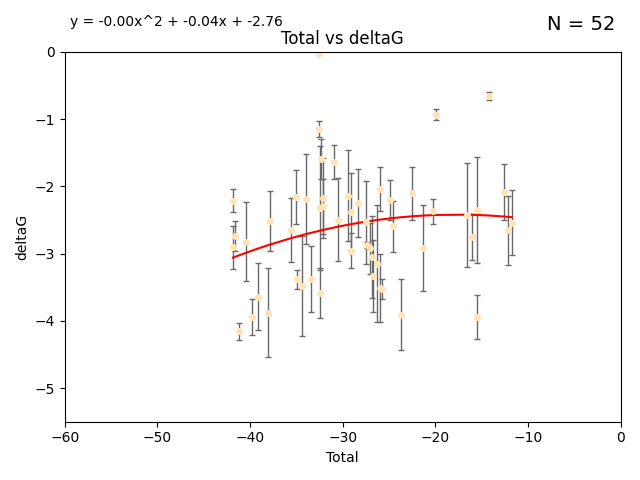 y = -0.00x^2 + -0.04x + -2.76
N = 52
Total vs deltaG
deltaG
0
−1
−2
−3
−4
−5
−60 −50 −40 −30 −20 −10 0
Total